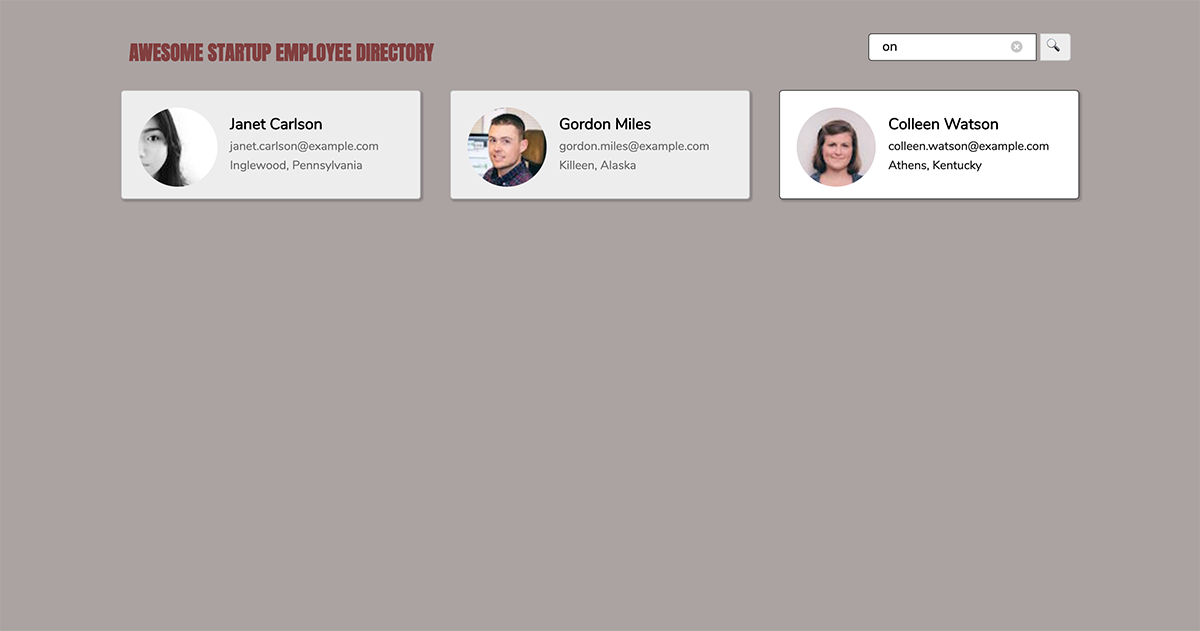 AWESOME STARTUP EMPLOYEE DIRECTORY
on
Janet Carlson
janet.carlson@example.com
Inglewood, Pennsylvania
Gordon Miles
gordon.miles@example.com
Killeen, Alaska
Colleen Watson
colleen.watson@example.com
Athens, Kentucky